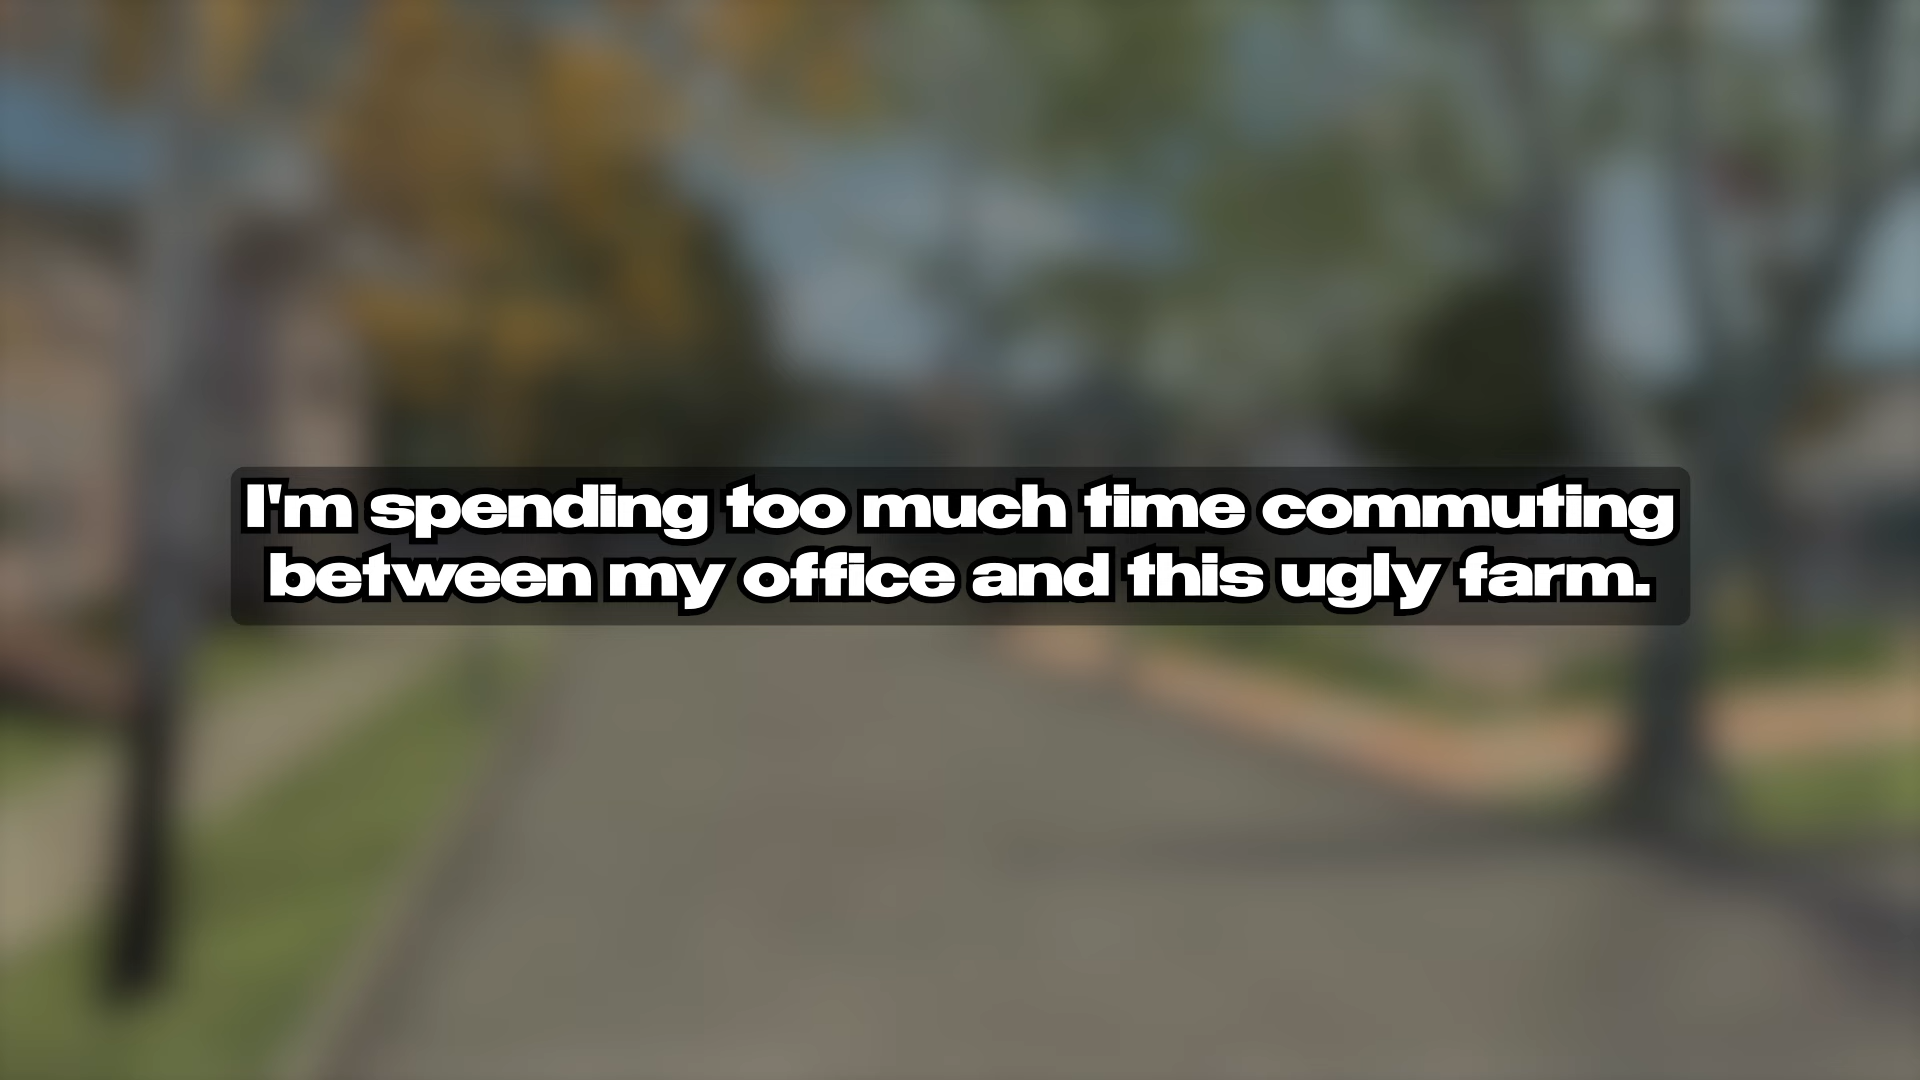 I'm spending too much time commuting
between my office and this ugly farm.